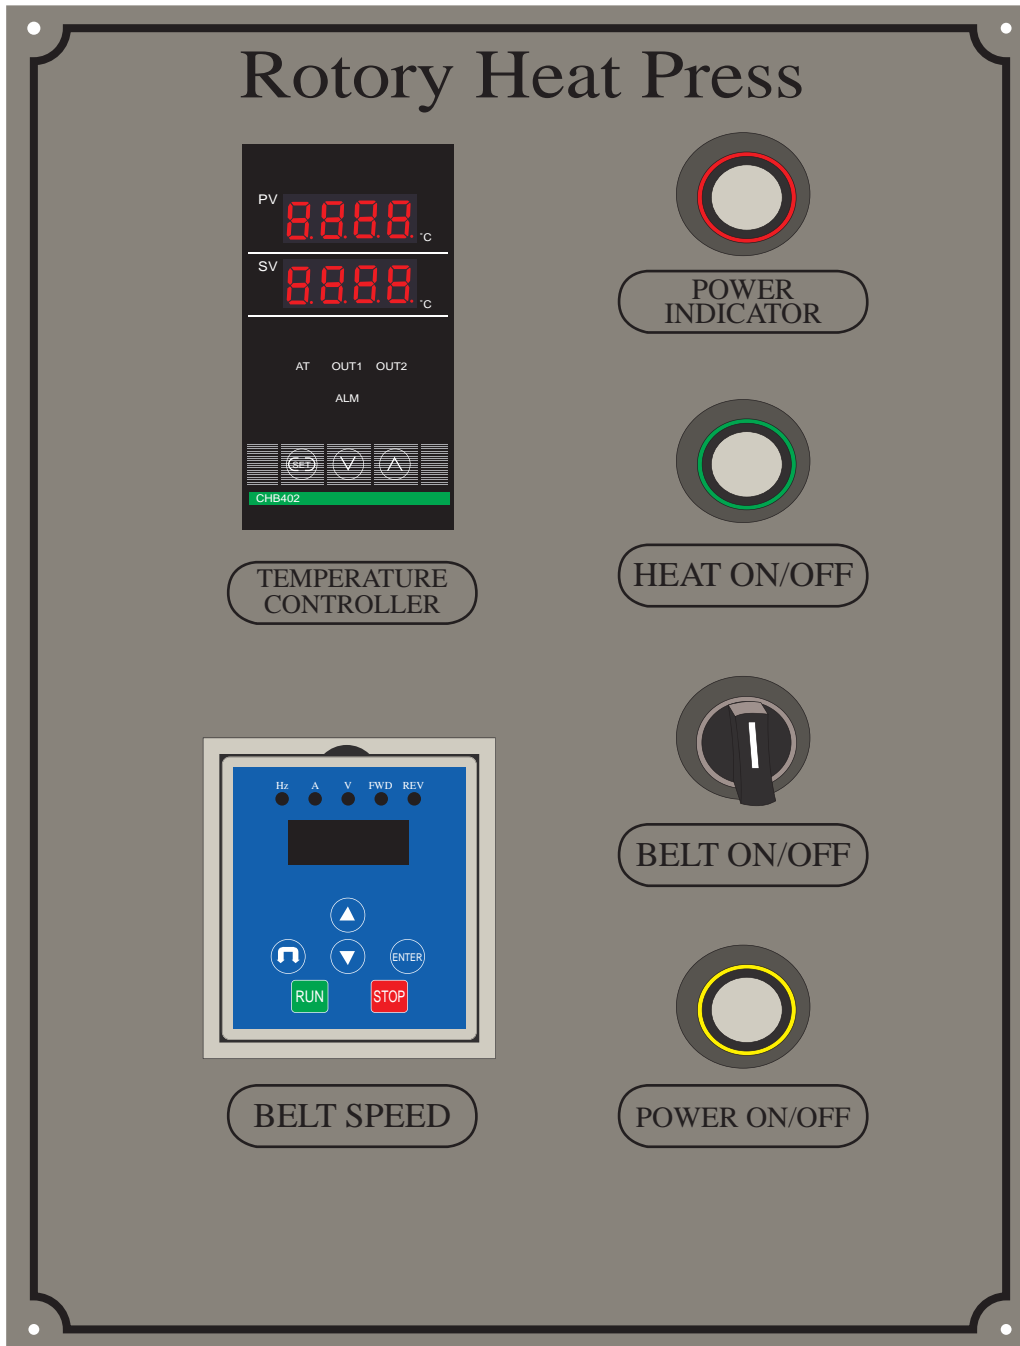 Rotory Heat Press
PV
8.8.8.8. °C
SV
8.8.8.8. °C
AT OUT1 OUT2
ALM
SET
CHB402
TEMPERATURE
CONTROLLER
POWER
INDICATOR
HEAT ON/OFF
BELT ON/OFF
Hz A V FWD REV
ENTER
RUN STOP
BELT SPEED
POWER ON/OFF